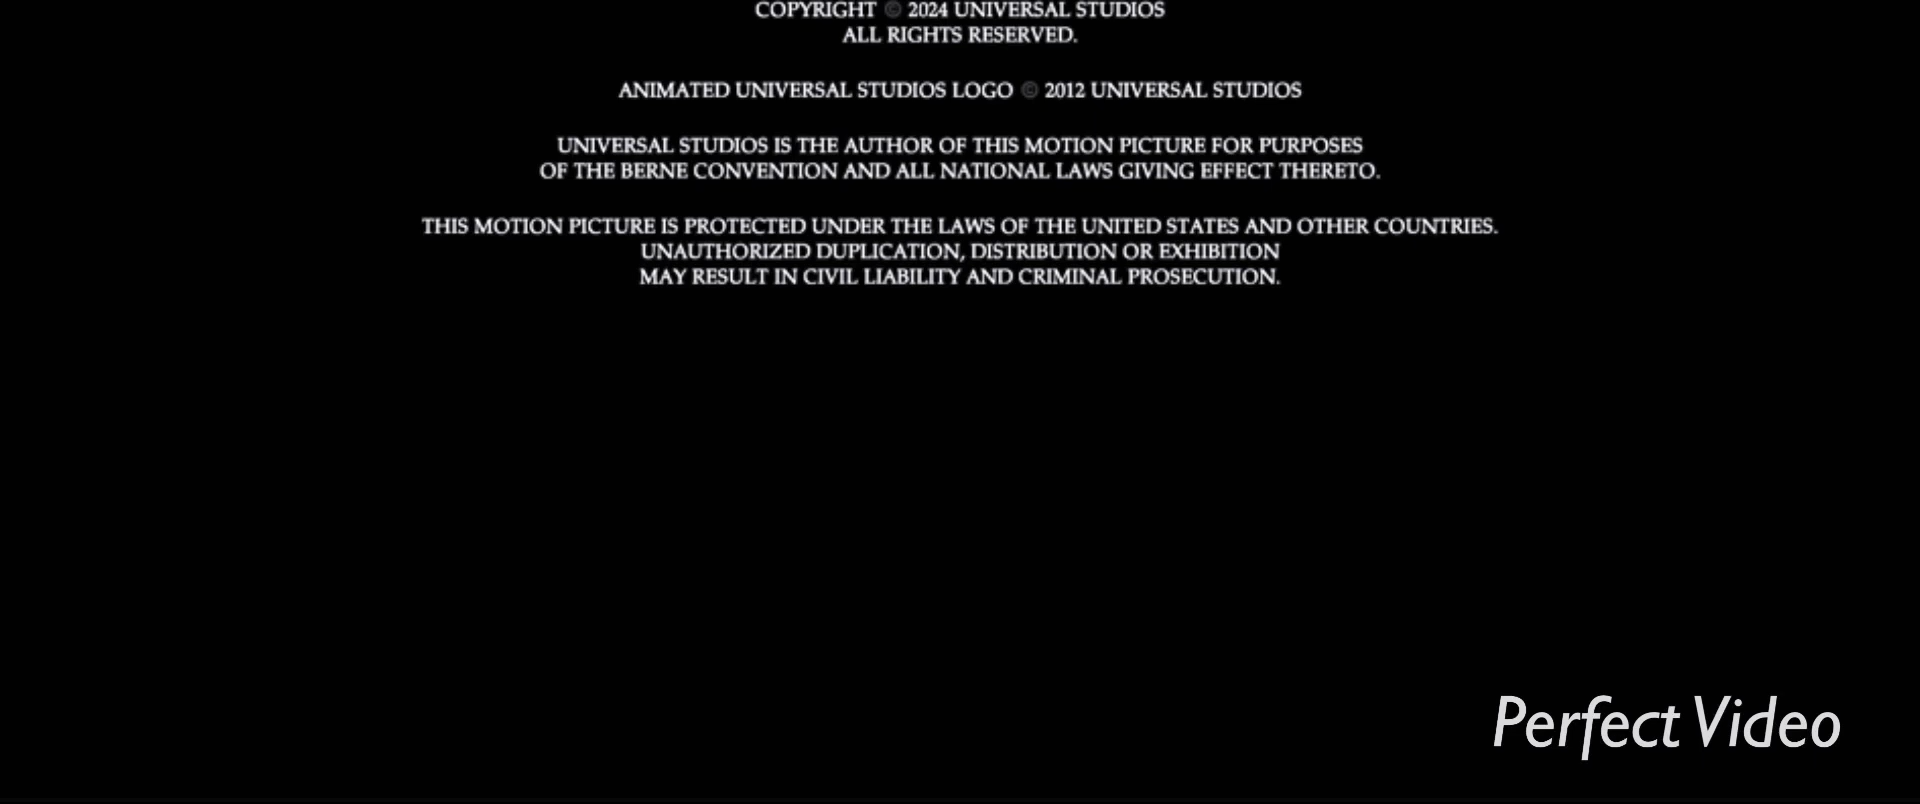 COPYRIGHT © 2024 UNIVERSAL STUDIOS
ALL RIGHTS RESERVED.
ANIMATED UNIVERSAL STUDIOS LOGO © 2012 UNIVERSAL STUDIOS
UNIVERSAL STUDIOS IS THE AUTHOR OF THIS MOTION PICTURE FOR PURPOSES
OF THE BERNE CONVENTION AND ALL NATIONAL LAWS GIVING EFFECT THERETO.
THIS MOTION PICTURE IS PROTECTED UNDER THE LAWS OF THE UNITED STATES AND OTHER COUNTRIES.
UNAUTHORIZED DUPLICATION, DISTRIBUTION OR EXHIBITION
MAY RESULT IN CIVIL LIABILITY AND CRIMINAL PROSECUTION.
Perfect Video